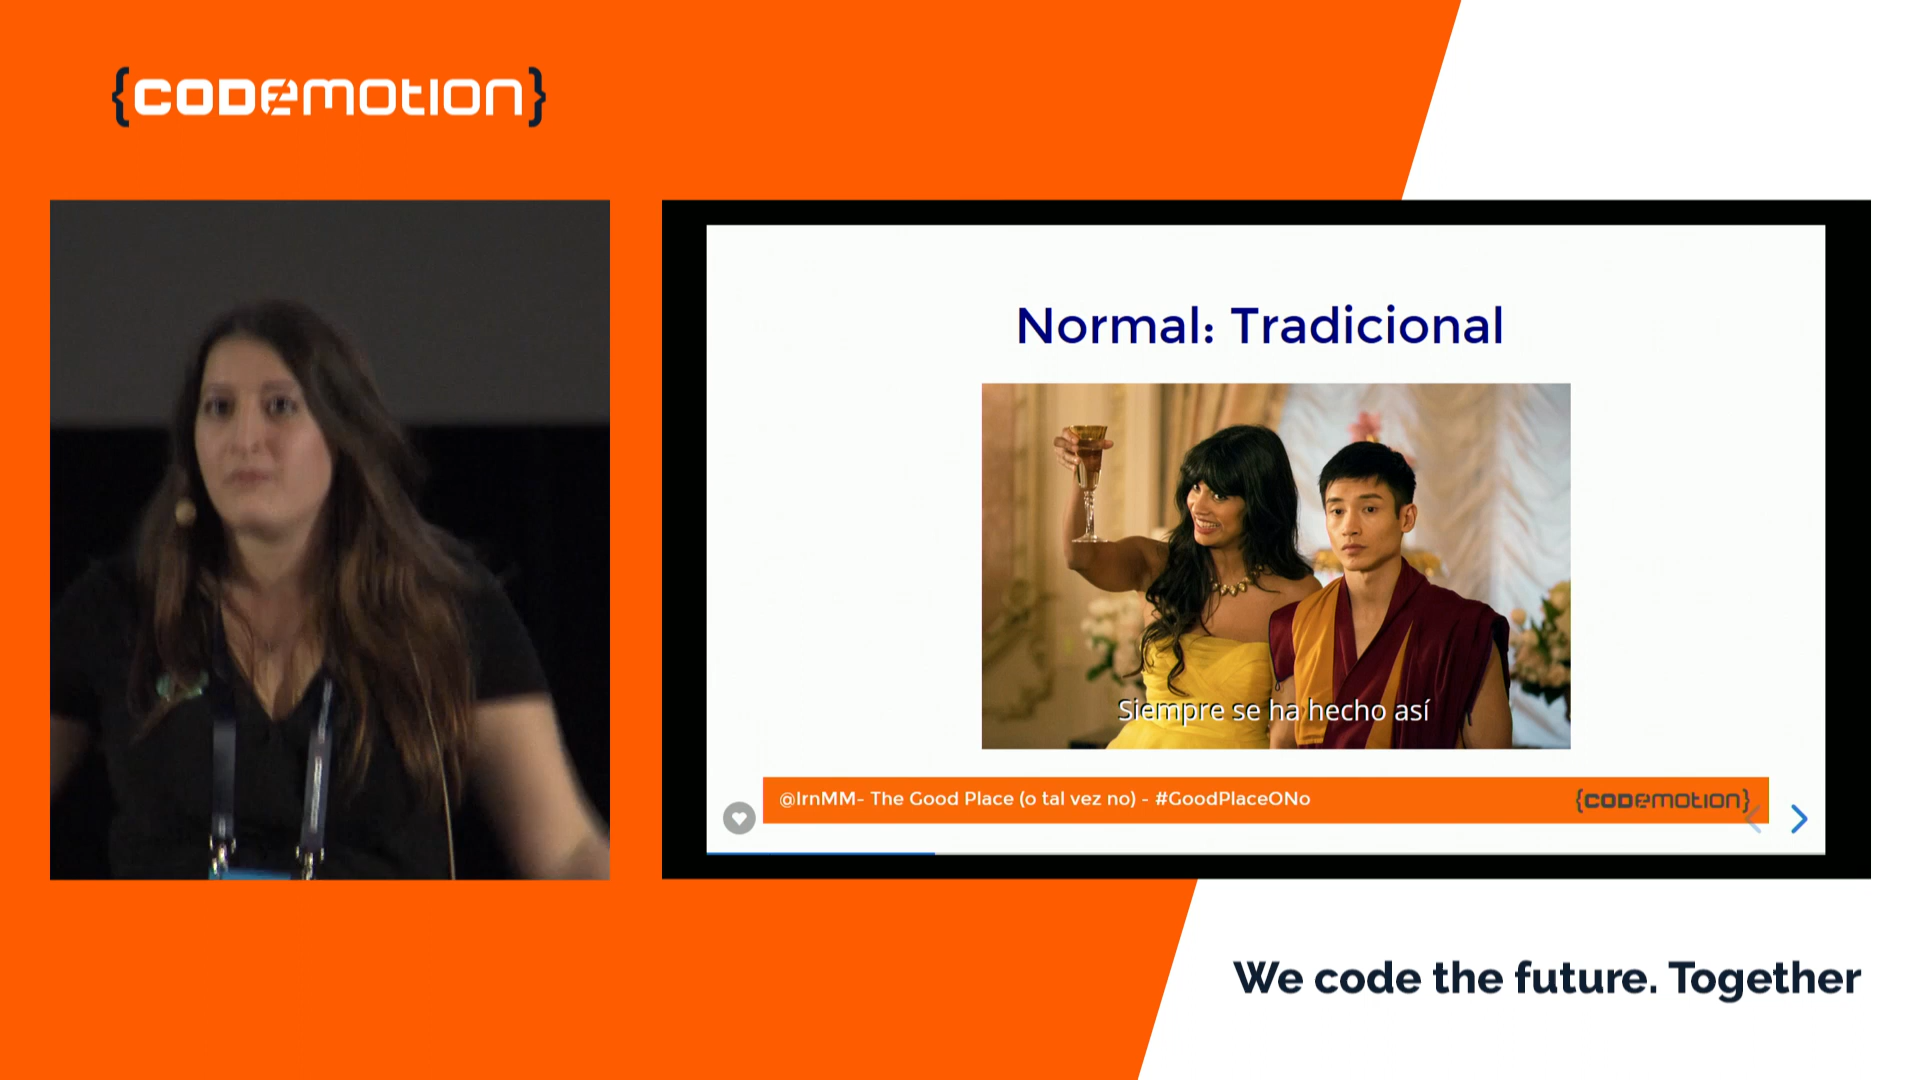 {CODEMOTION}
Normal: Tradicional
Siempre se ha hecho así
@IrnMM- The Good Place (o tal vez no) - #GoodPlaceONo
{CODEMOTION}
We code the future. Together